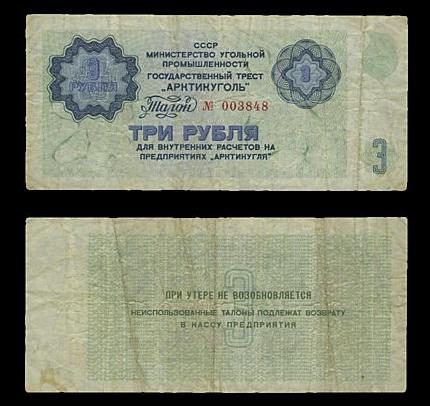 СССР
МИНИСТЕРСТВО УГОЛЬНОЙ
ПРОМЫШЛЕННОСТИ
ГОСУДАРСТВЕННЫЙ ТРЕСТ
„АРКТИКУГОЛЬ"
Талон № 003848
3
РУБЛЯ
3
ТРИ РУБЛЯ
ДЛЯ ВНУТРЕННИХ РАСЧЕТОВ НА
ПРЕДПРИЯТИЯХ „АРКТИКУГЛЯ"
3
ПРИ УТЕРЕ НЕ ВОЗОБНОВЛЯЕТСЯ
НЕИСПОЛЬЗОВАННЫЕ ТАЛОНЫ ПОДЛЕЖАТ ВОЗВРАТУ
В КАССУ ПРЕДПРИЯТИЯ
3